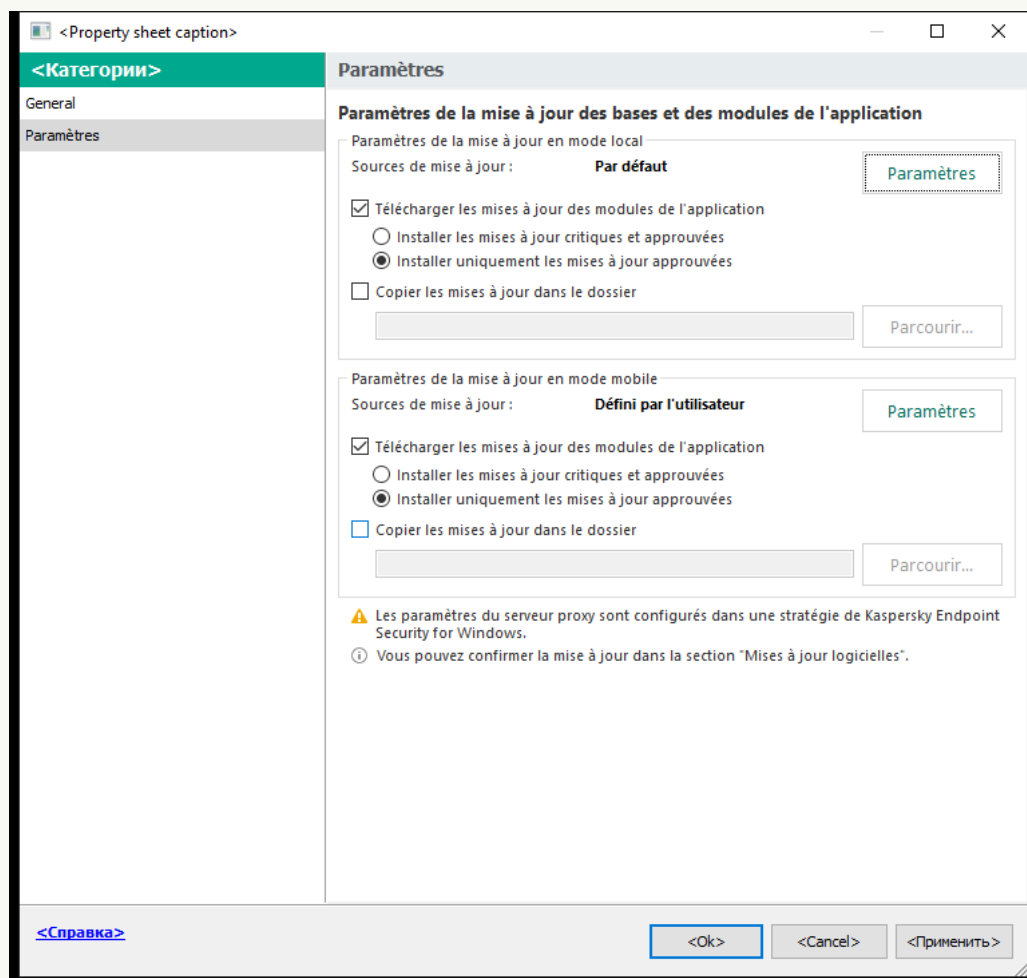 <Property sheet caption>
<Категории>
General
Paramètres
Paramètres
Paramètres de la mise à jour des bases et des modules de l'application
Paramètres de la mise à jour en mode local
Sources de mise à jour : Par défaut
Paramètres
Télécharger les mises à jour des modules de l'application
Installer les mises à jour critiques et approuvées
Installer uniquement les mises à jour approuvées
Copier les mises à jour dans le dossier
Parcourir...
Paramètres de la mise à jour en mode mobile
Sources de mise à jour : Défini par l'utilisateur
Paramètres
Télécharger les mises à jour des modules de l'application
Installer les mises à jour critiques et approuvées
Installer uniquement les mises à jour approuvées
Copier les mises à jour dans le dossier
Parcourir...
Les paramètres du serveur proxy sont configurés dans une stratégie de Kaspersky Endpoint
Security for Windows.
Vous pouvez confirmer la mise à jour dans la section "Mises à jour logicielles".
<Справка>
<Ok> <Cancel> <Применить>